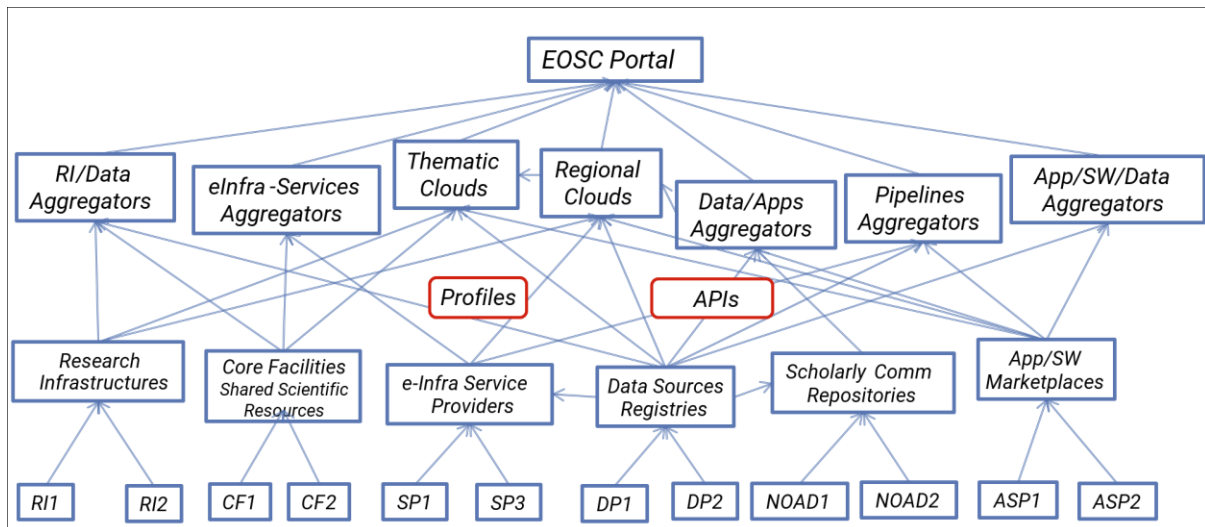 EOSC Portal
RI/Data
Aggregators
eInfra -Services
Aggregators
Thematic
Clouds
Regional
Clouds
Data/Apps
Aggregators
Pipelines
Aggregators
App/SW/Data
Aggregators
Profiles
APIs
Research
Infrastructures
Core Facilities
Shared Scientific
Resources
e-Infra Service
Providers
Data Sources
Registries
Scholarly Comm
Repositories
App/SW
Marketplaces
RI1
RI2
CF1
CF2
SP1
SP3
DP1
DP2
NOAD1
NOAD2
ASP1
ASP2